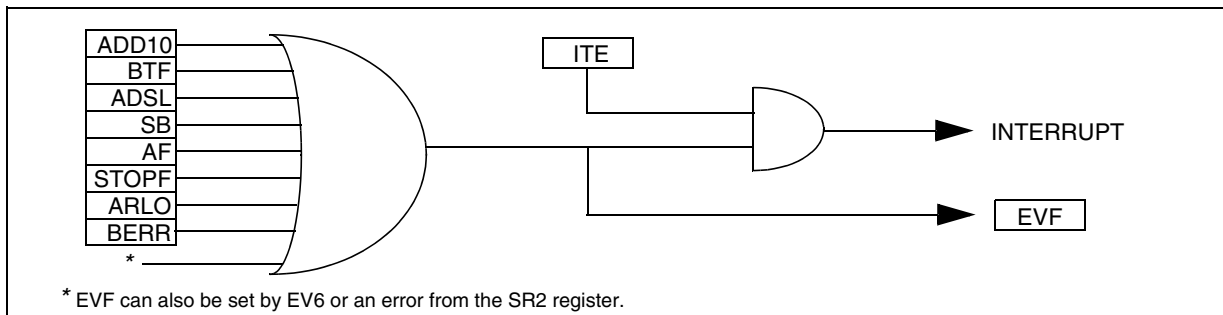 ADD10
BTF
ADSL
SB
AF
STOPF
ARLO
BERR
*
ITE
INTERRUPT
EVF
* EVF can also be set by EV6 or an error from the SR2 register.